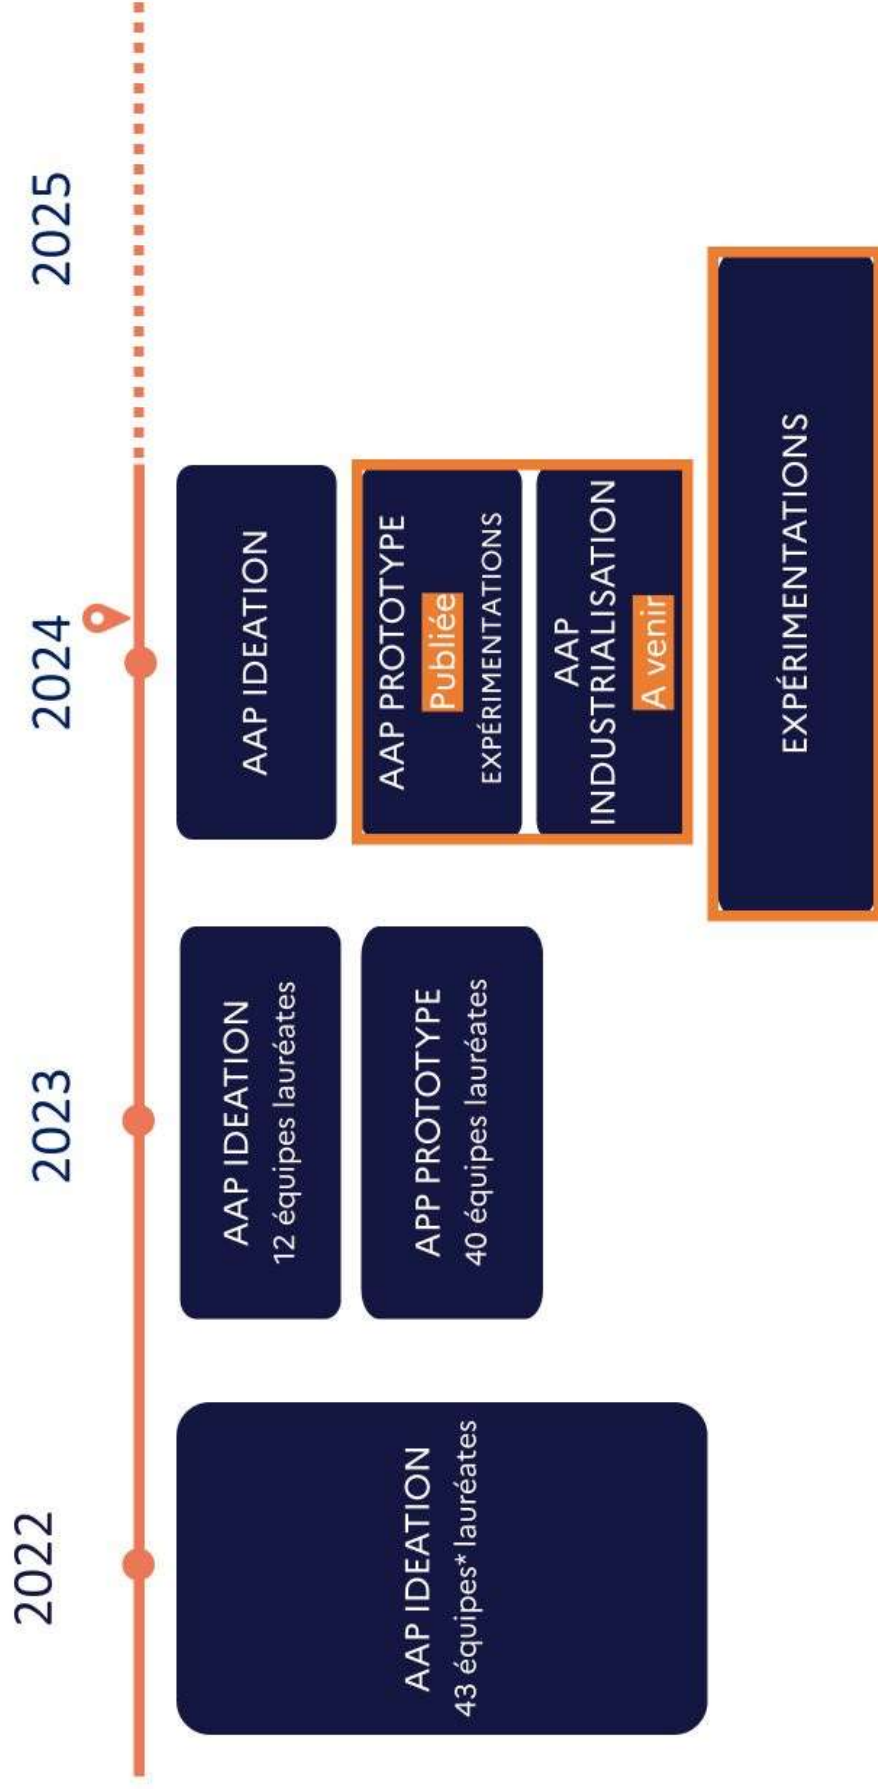 2022
2023
2024
2025
AAP IDEATION
43 équipes* lauréates
AAP IDEATION
12 équipes lauréates
APP PROTOTYPE
40 équipes lauréates
AAP IDEATION
AAP PROTOTYPE
Publiée
EXPÉRIMENTATIONS
AAP
INDUSTRIALISATION
A venir
EXPÉRIMENTATIONS